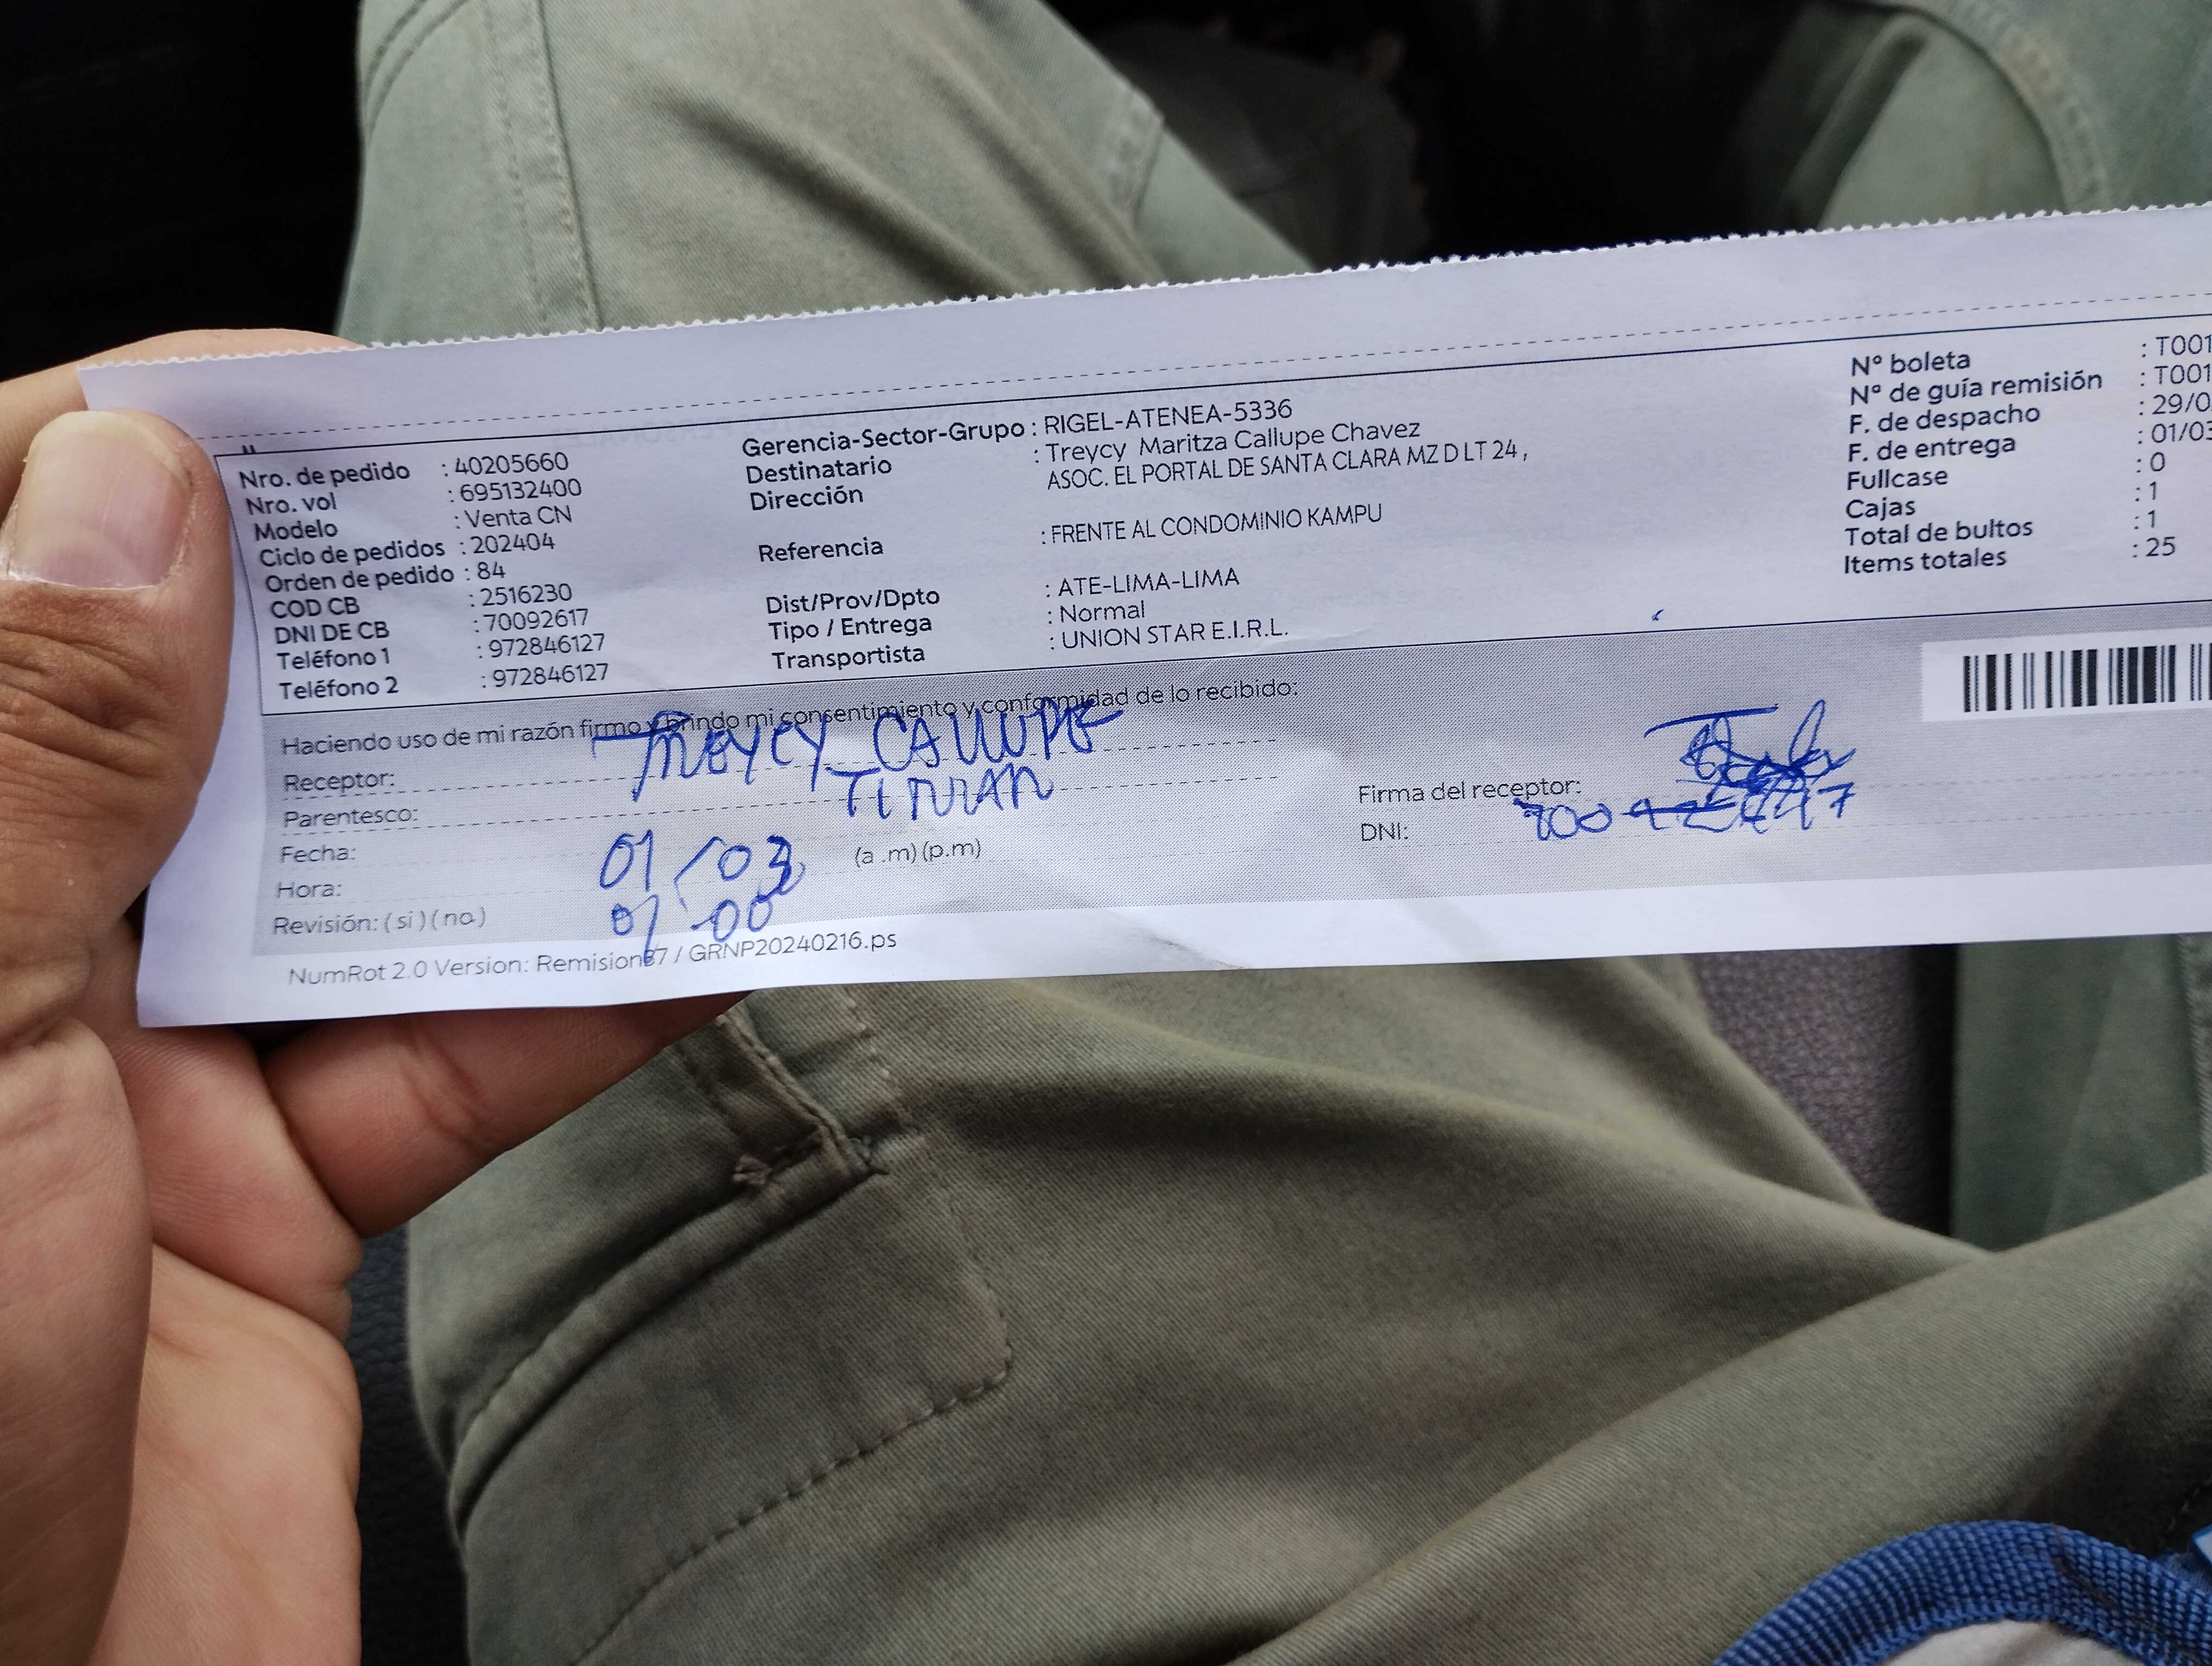 Nro. de pedido : 40205660
Nro. vol : 695132400
Modelo : Venta CN
Ciclo de pedidos : 202404
Orden de pedido : 84
COD CB : 2516230
DNI DE CB : 70092617
Teléfono 1 : 972846127
Teléfono 2 : 972846127
Gerencia-Sector-Grupo : RIGEL-ATENEA-5336
Destinatario : Treycy Maritza Callupe Chavez
Dirección ASOC. EL PORTAL DE SANTA CLARA MZ D LT 24 ,
Referencia : FRENTE AL CONDOMINIO KAMPU
Dist/Prov/Dpto : ATE-LIMA-LIMA
Tipo / Entrega : Normal
Transportista : UNION STAR E.I.R.L.
Nº boleta : T001
Nº de guía remisión : T001
F. de despacho : 29/0
F. de entrega : 01/03
Fullcase : 0
Cajas : 1
Total de bultos : 1
Items totales : 25
Haciendo uso de mi razón firmo y brindo mi consentimiento y conformidad de lo recibido:
Receptor: TREYCY CALLUPE
Parentesco: TITULAR
Fecha: 01/03
Hora: 01 00 (a .m) (p.m)
Revisión: ( si ) ( no )
Firma del receptor:
DNI:
NumRot 2.0 Version: Remision87 / GRNP20240216.ps